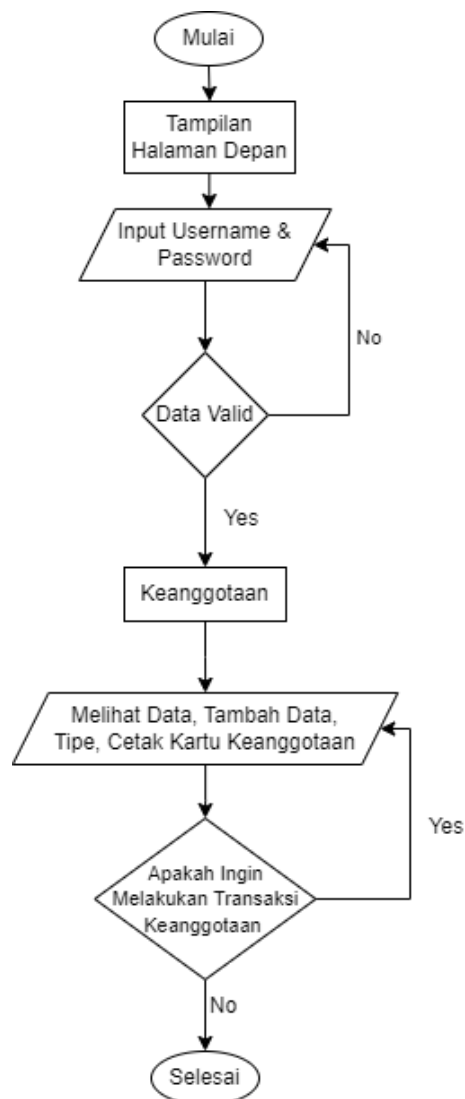 Mulai
Tampilan
Halaman Depan
Input Username &
Password
No
Data Valid
Yes
Keanggotaan
Melihat Data, Tambah Data,
Tipe, Cetak Kartu Keanggotaan
Yes
Apakah Ingin
Melakukan Transaksi
Keanggotaan
No
Selesai